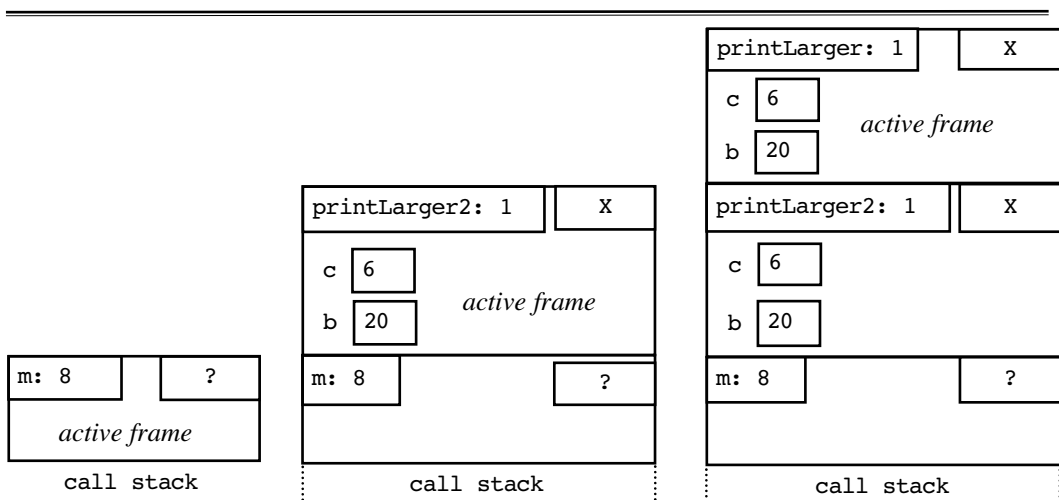 m: 8 ?
active frame
call stack
printLarger2: 1 X
c 6
active frame
b 20
m: 8 ?
call stack
printLarger: 1 X
c 6
active frame
b 20
printLarger2: 1 X
c 6
b 20
m: 8 ?
call stack